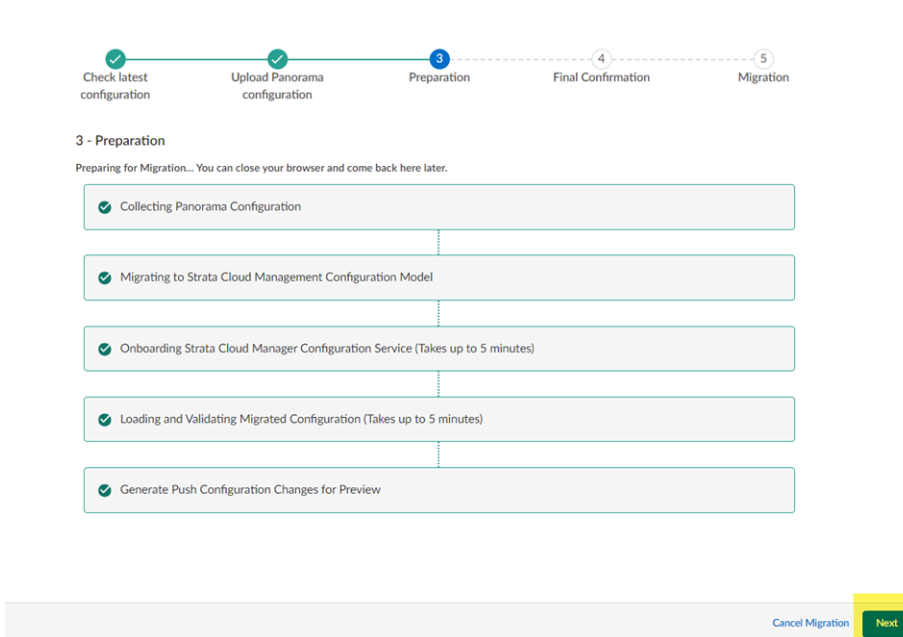 3
4
5
Check latest
configuration
Upload Panorama
configuration
Preparation
Final Confirmation
Migration
3 - Preparation
Preparing for Migration... You can close your browser and come back here later.
Collecting Panorama Configuration
Migrating to Strata Cloud Management Configuration Model
Onboarding Strata Cloud Manager Configuration Service (Takes up to 5 minutes)
Loading and Validating Migrated Configuration (Takes up to 5 minutes)
Generate Push Configuration Changes for Preview
Cancel Migration
Next